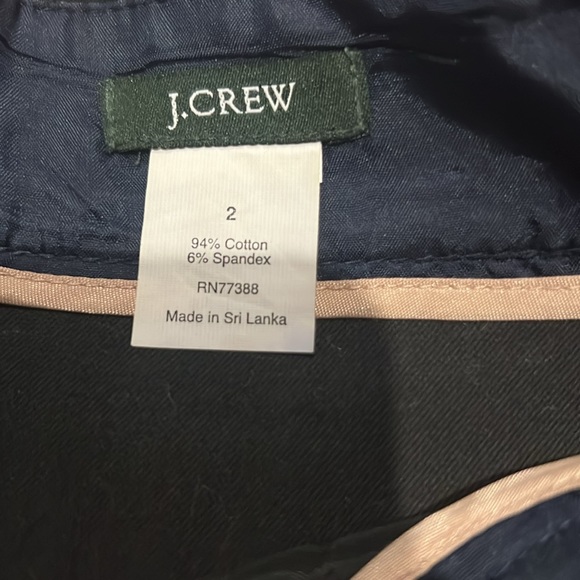 J.CREW
2
94% Cotton
6% Spandex
RN77388
Made in Sri Lanka